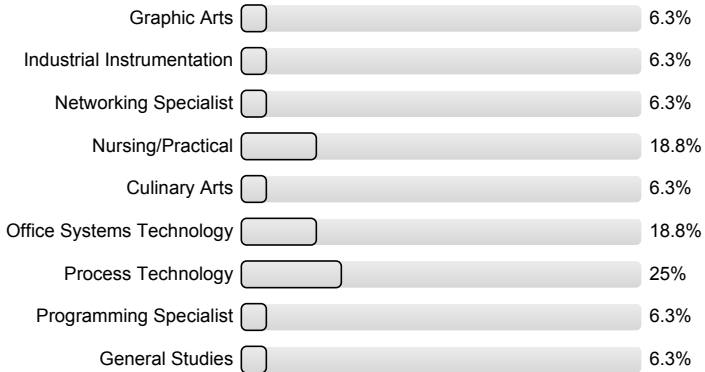 Graphic Arts 6.3%
Industrial Instrumentation 6.3%
Networking Specialist 6.3%
Nursing/Practical 18.8%
Culinary Arts 6.3%
Office Systems Technology 18.8%
Process Technology 25%
Programming Specialist 6.3%
General Studies 6.3%